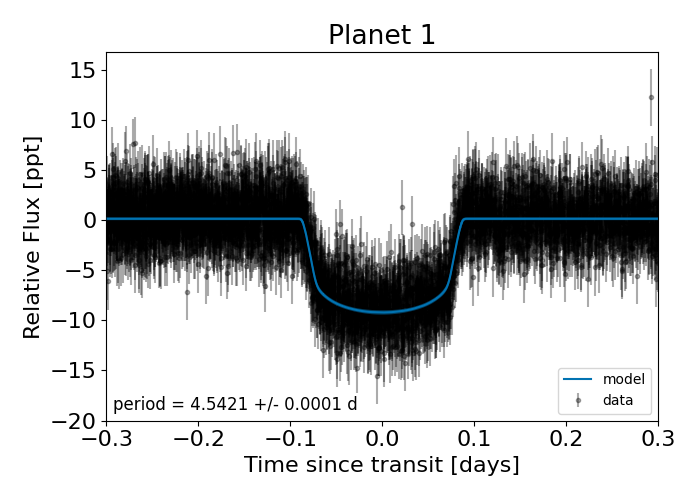 Planet 1
Relative Flux [ppt]
15
10
5
0
−5
−10
−15
−20
period = 4.5421 +/- 0.0001 d
model
data
−0.3
−0.2
−0.1
0.0
0.1
0.2
0.3
Time since transit [days]